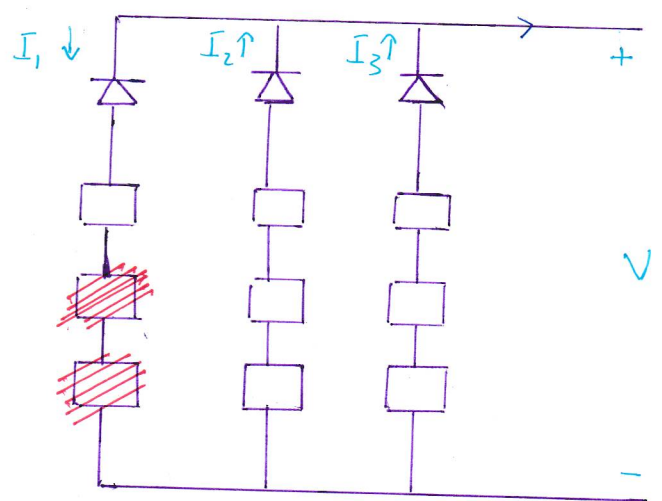 I₁ ↓ I₂ ↑ I₃ ↑ +
V
-